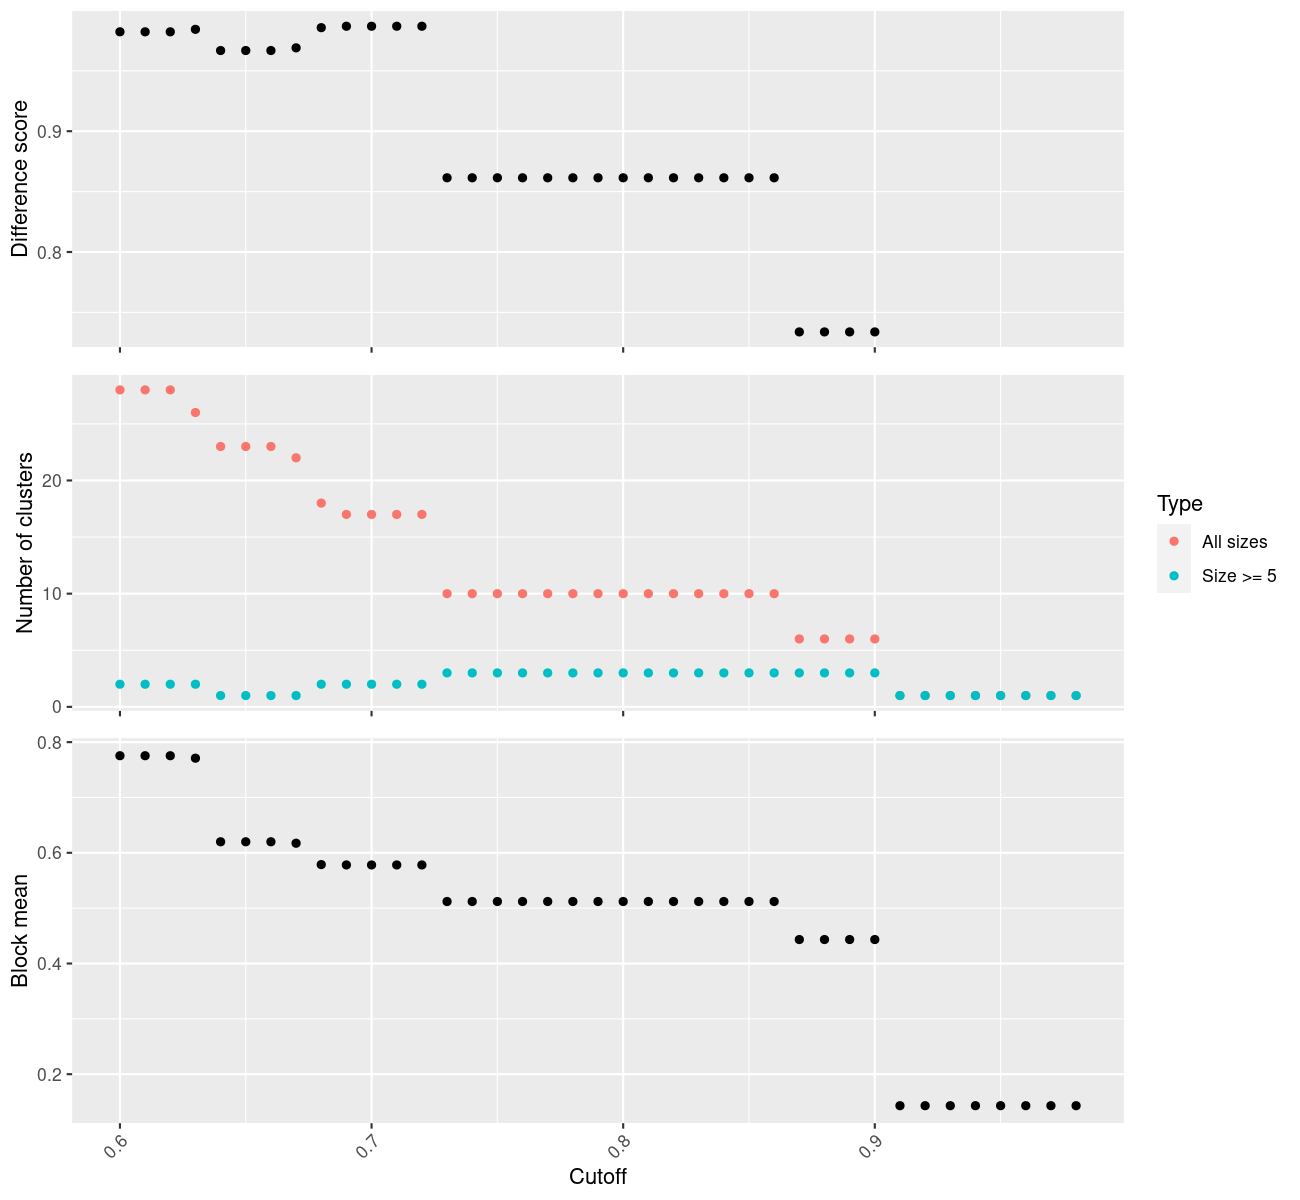 Difference score
0.9
0.8
Number of clusters
20
10
0
Type
All sizes
Size >= 5
Block mean
0.8
0.6
0.4
0.2
0.6
0.7
0.8
0.9
Cutoff